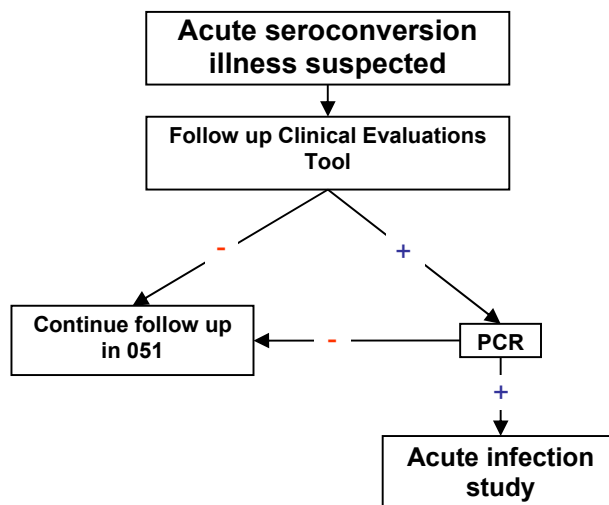 Acute seroconversion
illness suspected
Follow up Clinical Evaluations
Tool
-
+
Continue follow up
in 051
-
PCR
+
Acute infection
study